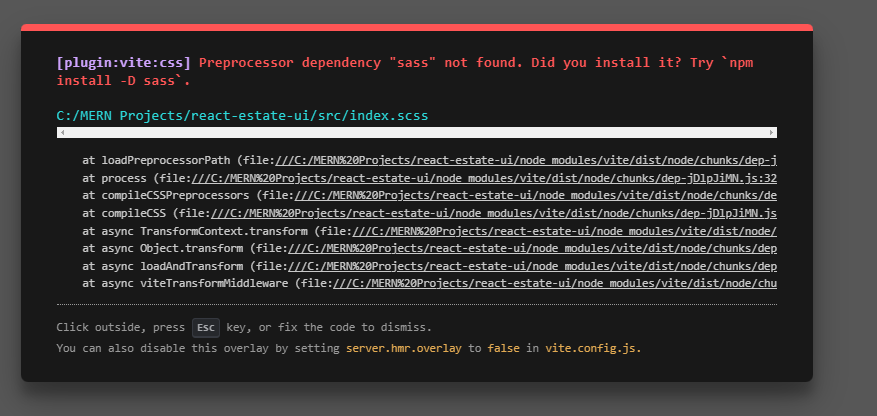 [plugin:vite:css] Preprocessor dependency "sass" not found. Did you install it? Try `npm
install -D sass`.
C:/MERN Projects/react-estate-ui/src/index.scss
at loadPreprocessorPath (file:///C:/MERN%20Projects/react-estate-ui/node_modules/vite/dist/node/chunks/dep-j
at process (file:///C:/MERN%20Projects/react-estate-ui/node_modules/vite/dist/node/chunks/dep-jDlpJiMN.js:32
at compileCSSPreprocessors (file:///C:/MERN%20Projects/react-estate-ui/node_modules/vite/dist/node/chunks/de
at compileCSS (file:///C:/MERN%20Projects/react-estate-ui/node_modules/vite/dist/node/chunks/dep-jDlpJiMN.js
at async TransformContext.transform (file:///C:/MERN%20Projects/react-estate-ui/node_modules/vite/dist/node/
at async Object.transform (file:///C:/MERN%20Projects/react-estate-ui/node_modules/vite/dist/node/chunks/dep
at async loadAndTransform (file:///C:/MERN%20Projects/react-estate-ui/node_modules/vite/dist/node/chunks/dep
at async viteTransformMiddleware (file:///C:/MERN%20Projects/react-estate-ui/node_modules/vite/dist/node/chu
Click outside, press Esc key, or fix the code to dismiss.
You can also disable this overlay by setting server.hmr.overlay to false in vite.config.js.